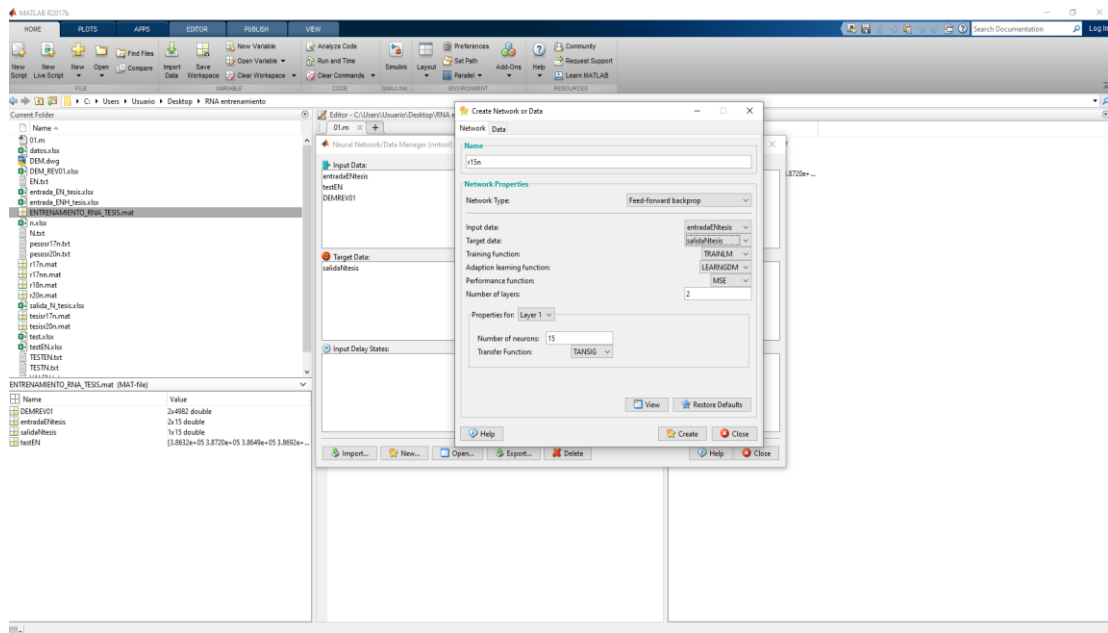 MATLAB R2017b
HOME PLOTS APPS EDITOR PUBLISH VIEW
Search Documentation Log In
New Script New Live Script New Open Find Files Compare Import Data Save Workspace New Variable Open Variable Clear Workspace Analyze Code Run and Time Clear Commands Simulink Layout Preferences Set Path Parallel Add-Ons Help Community Request Support Learn MATLAB
FILE VARIABLE CODE SIMULINK ENVIRONMENT RESOURCES
C: Users Usuario Desktop RNA entrenamiento
Current Folder
Name
01.m
datos.xlsx
DEM.dwg
DEM_REV01.xlsx
EN.txt
entrada_EN_tesis.xlsx
entrada_ENH_tesis.xlsx
ENTRENAMIENTO_RNA_TESIS.mat
n.xlsx
N.txt
pesosr17n.txt
pesosr20n.txt
r17n.mat
r17nn.mat
r18n.mat
r20n.mat
salida_N_tesis.xlsx
tesisr17n.mat
tesisr20n.mat
test.xlsx
testEN.xlsx
TESTEN.txt
TESTN.txt
ENTRENAMIENTO_RNA_TESIS.mat (MAT-file)
Name Value
DEMREV01 2x4982 double
entradaENtesis 2x15 double
salidaNtesis 1x15 double
testEN [3.8632e+05 3.8720e+05 3.8649e+05 3.8692e+...
Editor - C:\Users\Usuario\Desktop\RNA e
01.m
Neural Network/Data Manager (nntool)
Input Data:
entradaENtesis
testEN
DEMREV01
Target Data:
salidaNtesis
Input Delay States:
Import... New... Open... Export... Delete Help Close
3.8720e+...
Create Network or Data
Network Data
Name
r15n
Network Properties
Network Type: Feed-forward backprop
Input data: entradaENtesis
Target data: salidaNtesis
Training function: TRAINLM
Adaption learning function: LEARNGDM
Performance function: MSE
Number of layers: 2
Properties for: Layer 1
Number of neurons: 15
Transfer Function: TANSIG
View Restore Defaults
Help Create Close